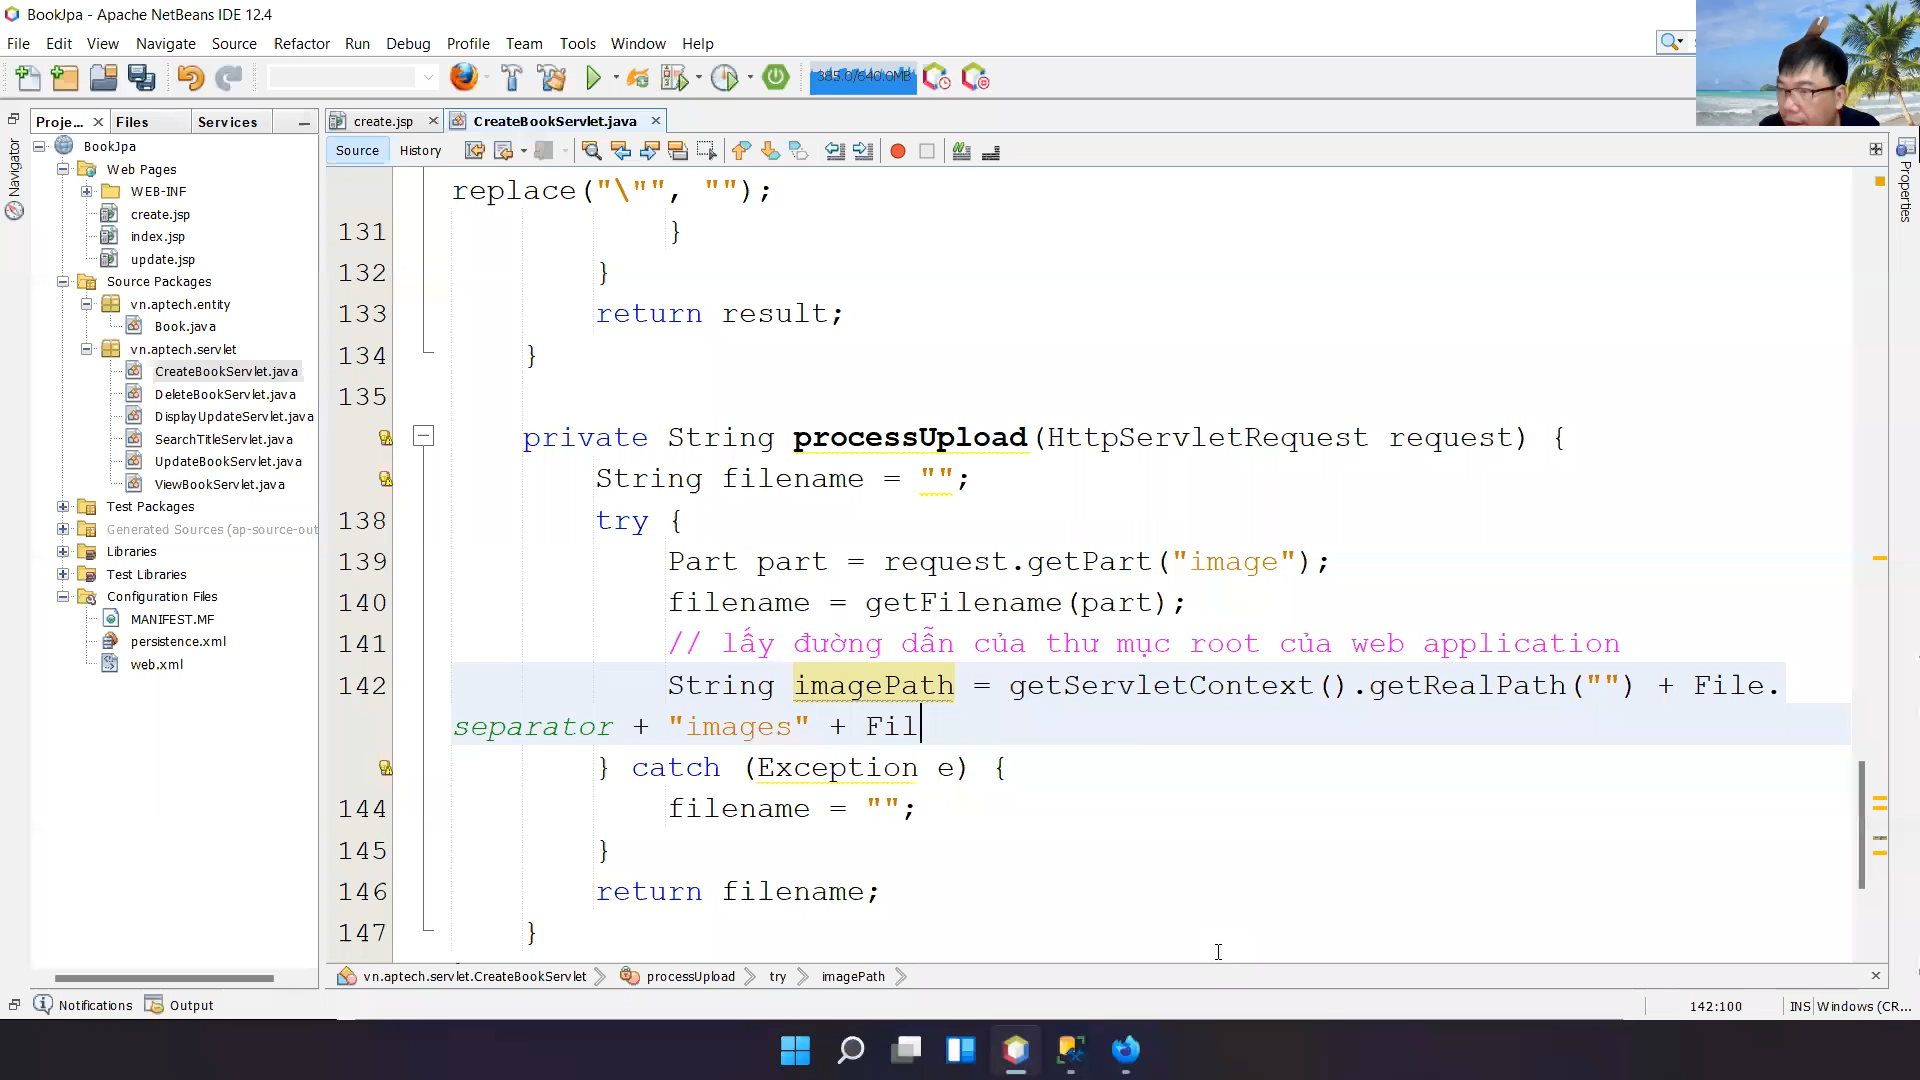 BookJpa - Apache NetBeans IDE 12.4
File Edit View Navigate Source Refactor Run Debug Profile Team Tools Window Help
385.0/640.0MB
Proje... Files Services
create.jsp CreateBookServlet.java
Source History
Navigator
Properties
BookJpa
Web Pages
WEB-INF
create.jsp
index.jsp
update.jsp
Source Packages
vn.aptech.entity
Book.java
vn.aptech.servlet
CreateBookServlet.java
DeleteBookServlet.java
DisplayUpdateServlet.java
SearchTitleServlet.java
UpdateBookServlet.java
ViewBookServlet.java
Test Packages
Generated Sources (ap-source-out
Libraries
Test Libraries
Configuration Files
MANIFEST.MF
persistence.xml
web.xml
replace("\"", "");
131 }
132 }
133 return result;
134 }
135
private String processUpload(HttpServletRequest request) {
String filename = "";
138 try {
139 Part part = request.getPart("image");
140 filename = getFilename(part);
141 // lấy đường dẫn của thư mục root của web application
142 String imagePath = getServletContext().getRealPath("") + File.
separator + "images" + Fil
} catch (Exception e) {
144 filename = "";
145 }
146 return filename;
147 }
vn.aptech.servlet.CreateBookServlet processUpload try imagePath
Notifications Output
142:100 INS Windows (CR...